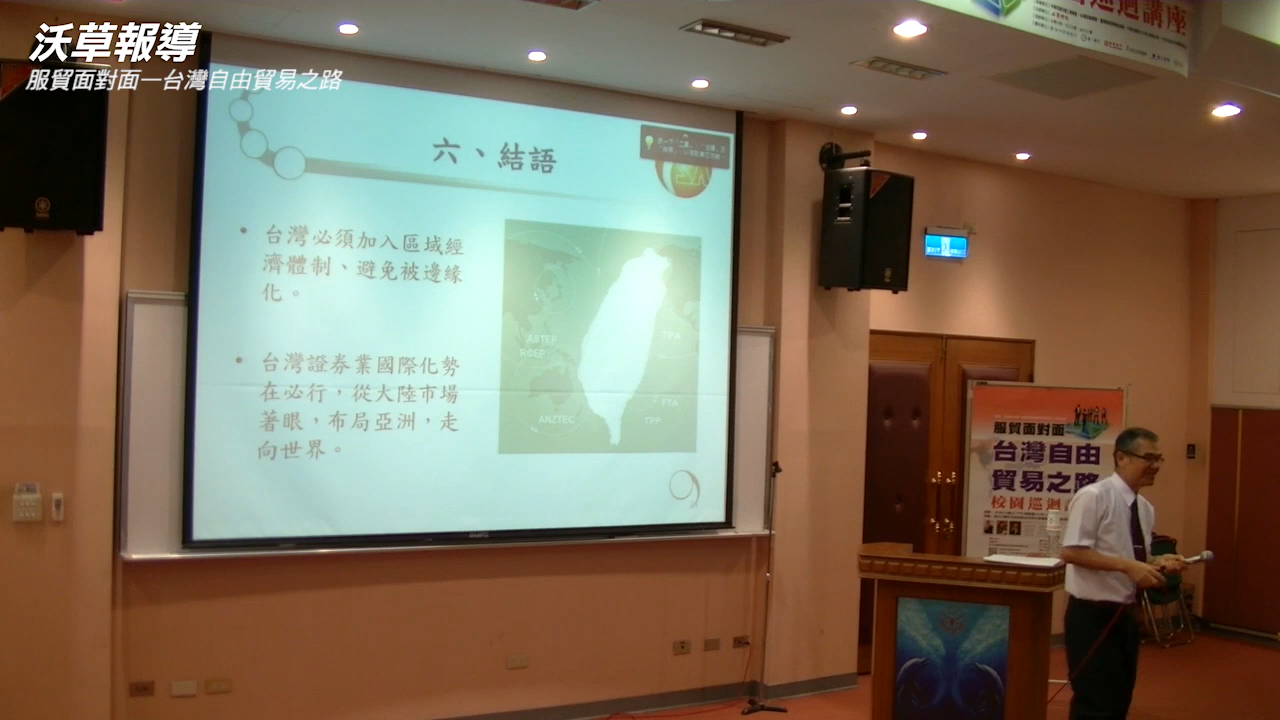 沃草報導
服貿面對面—台灣自由貿易之路
巡迴講座
六、結語
• 台灣必須加入區域經
濟體制、避免被邊緣
化。
• 台灣證券業國際化勢
在必行，從大陸市場
著眼，布局亞洲，走
向世界。
ASTEP
RCEP
ANZTEC
TPA
FTA
TPP
服貿面對面
台灣自由
貿易之路
校園巡迴